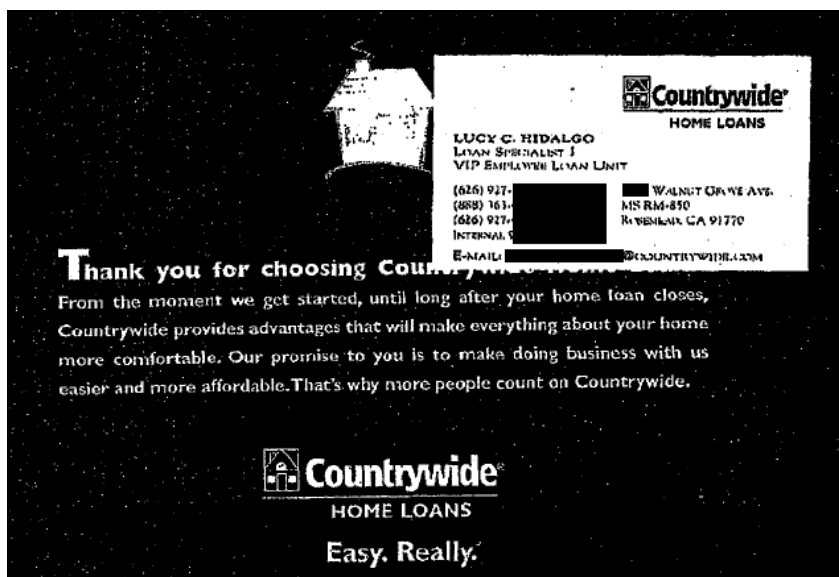 Countrywide
HOME LOANS
LUCY C. HIDALGO
LOAN SPECIALIST I
VIP EMPLOYEE LOAN UNIT
(626) 927-
(888) 363-
(626) 927-
INTERNAL
WALNUT GROVE AVE.
MS RM-850
ROSEMEAD, CA 91770
E-MAIL: @COUNTRYWIDE.COM
Thank you for choosing Countrywide Home
From the moment we get started, until long after your home loan closes,
Countrywide provides advantages that will make everything about your home
more comfortable. Our promise to you is to make doing business with us
easier and more affordable. That's why more people count on Countrywide.
Countrywide®
HOME LOANS
Easy. Really.